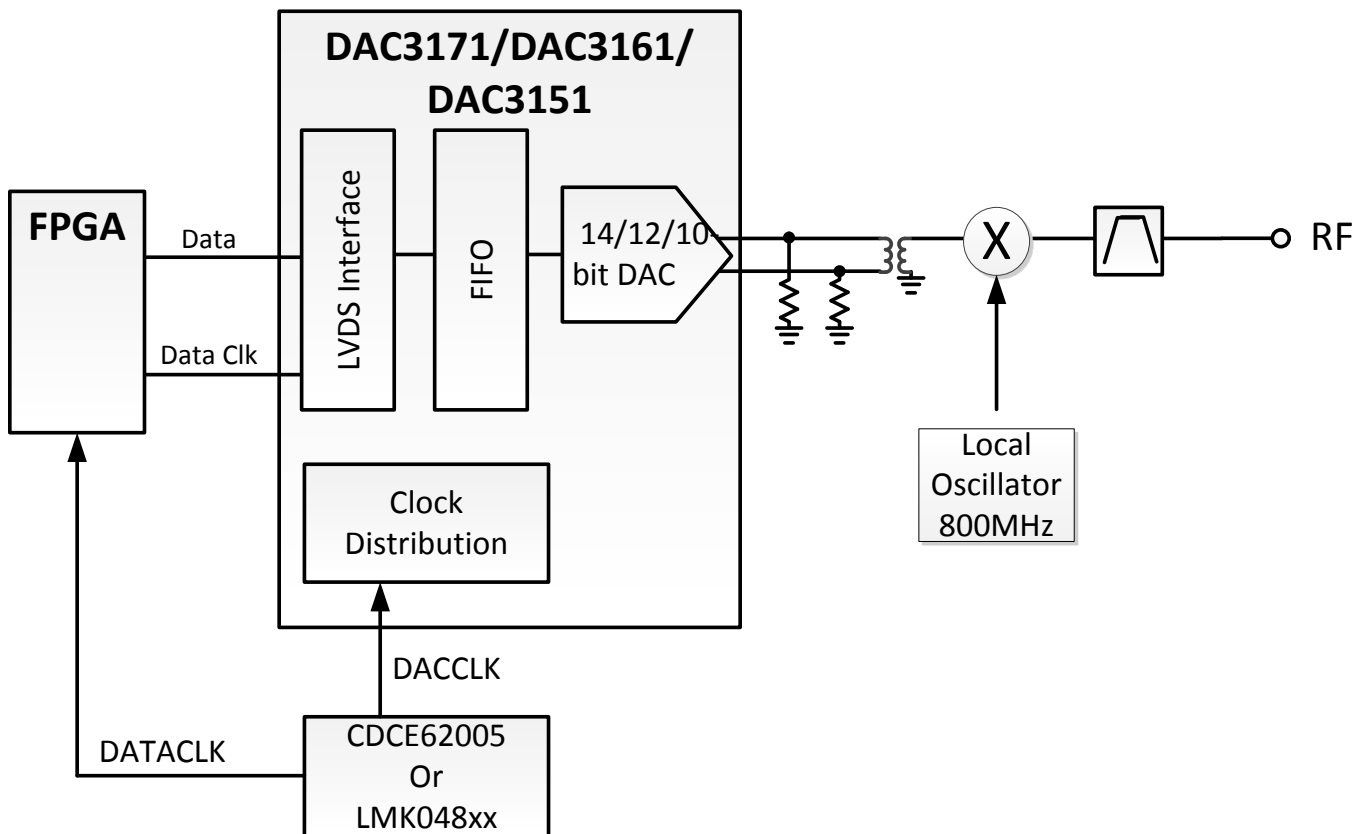 DAC3171/DAC3161/
DAC3151
FPGA
Data
Data Clk
LVDS Interface
FIFO
14/12/10-
bit DAC
X
RF
Local
Oscillator
800MHz
Clock
Distribution
DACCLK
DATACLK
CDCE62005
Or
LMK048xx